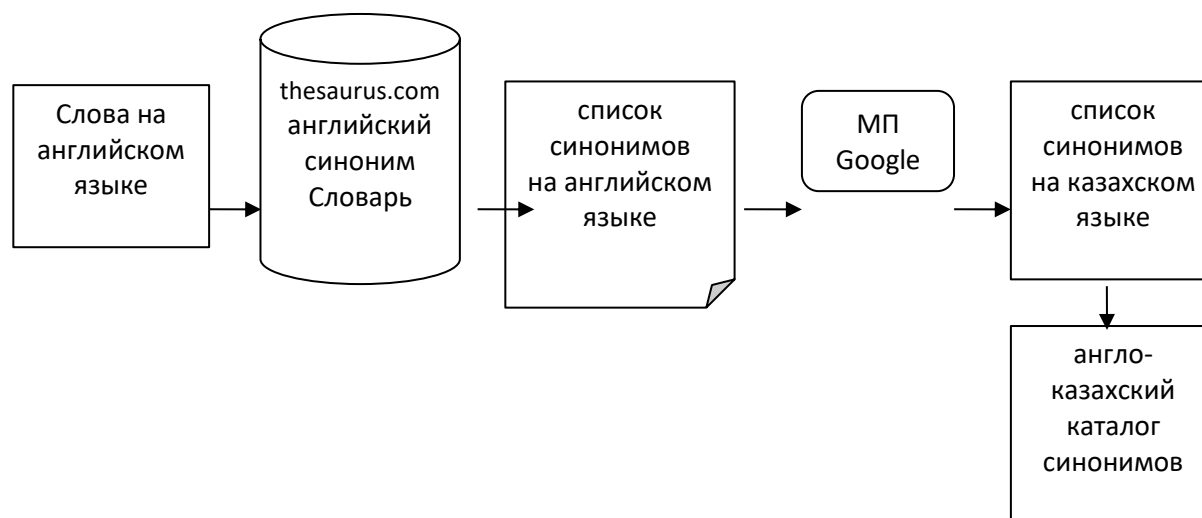 Слова на
английском
языке
thesaurus.com
английский
синоним
Словарь
список
синонимов
на английском
языке
МП
Google
список
синонимов
на казахском
языке
англо-
казахский
каталог
синонимов